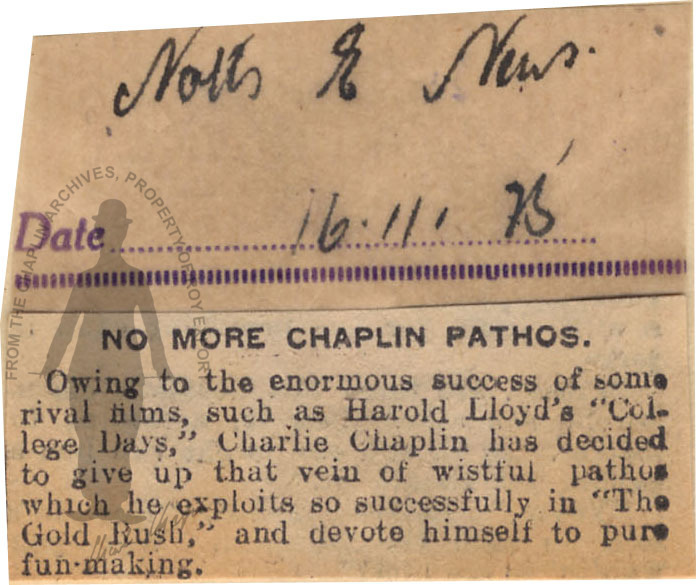 Notts E News.
Date 16.11. 25
FROM THE CHAPLIN ARCHIVES, PROPERTY OF ROY EXPORT
NO MORE CHAPLIN PATHOS.
Owing to the enormous success of some
rival films, such as Harold Lloyd's "Col-
lege Days," Charlie Chaplin has decided
to give up that vein of wistful pathos
which he exploits so successfully in "The
Gold Rush," and devote himself to pure
fun-making.